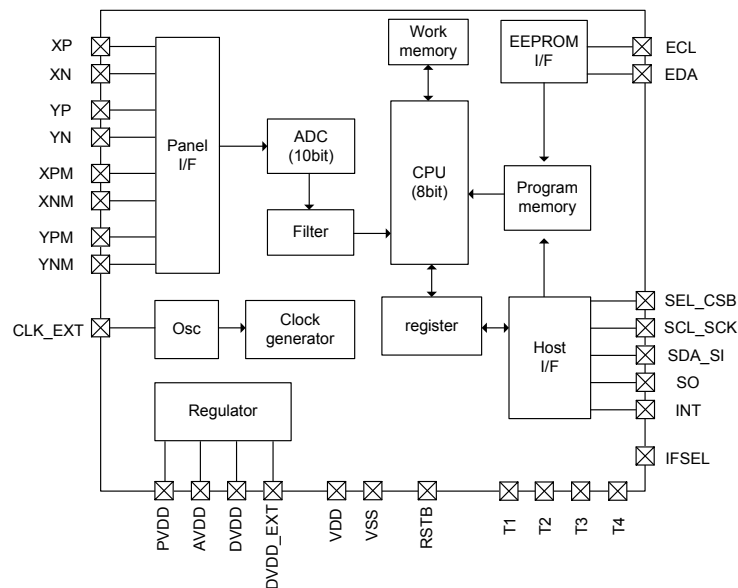 XP
XN
YP
YN
XPM
XNM
YPM
YNM
CLK_EXT
Panel
I/F
ADC
(10bit)
Filter
Work
memory
CPU
(8bit)
EEPROM
I/F
Program
memory
register
Host
I/F
Osc
Clock
generator
Regulator
ECL
EDA
SEL_CSB
SCL_SCK
SDA_SI
SO
INT
IFSEL
PVDD
AVDD
DVDD
DVDD_EXT
VDD
VSS
RSTB
T1
T2
T3
T4